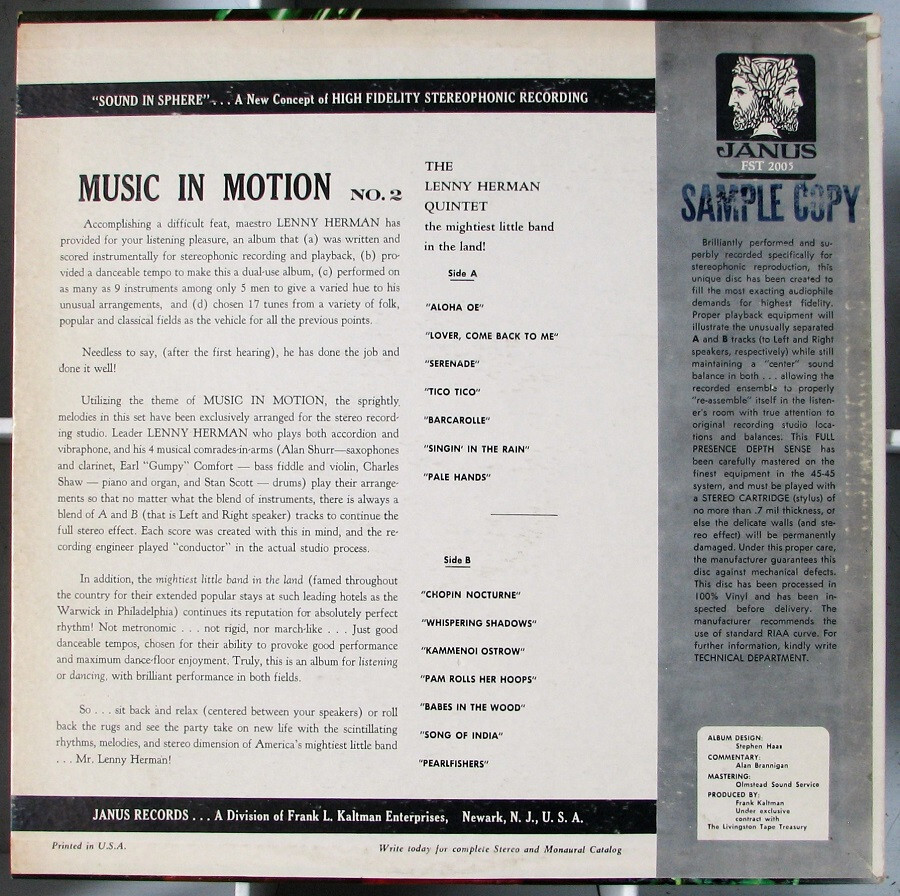 "SOUND IN SPHERE" . . . A New Concept of HIGH FIDELITY STEREOPHONIC RECORDING
MUSIC IN MOTION NO. 2
Accomplishing a difficult feat, maestro LENNY HERMAN has
provided for your listening pleasure, an album that (a) was written and
scored instrumentally for stereophonic recording and playback, (b) pro-
vided a danceable tempo to make this a dual-use album, (c) performed on
as many as 9 instruments among only 5 men to give a varied hue to his
unusual arrangements, and (d) chosen 17 tunes from a variety of folk,
popular and classical fields as the vehicle for all the previous points.
Needless to say, (after the first hearing), he has done the job and
done it well!
Utilizing the theme of MUSIC IN MOTION, the sprightly
melodies in this set have been exclusively arranged for the stereo record-
ing studio. Leader LENNY HERMAN who plays both accordion and
vibraphone, and his 4 musical comrades-in-arms (Alan Shurr—saxophones
and clarinet, Earl "Gumpy" Comfort — bass fiddle and violin, Charles
Shaw — piano and organ, and Stan Scott — drums) play their arrange-
ments so that no matter what the blend of instruments, there is always a
blend of A and B (that is Left and Right speaker) tracks to continue the
full stereo effect. Each score was created with this in mind, and the re-
cording engineer played "conductor" in the actual studio process.
In addition, the mightiest little band in the land (famed throughout
the country for their extended popular stays at such leading hotels as the
Warwick in Philadelphia) continues its reputation for absolutely perfect
rhythm! Not metronomic . . . not rigid, nor march-like . . . Just good
danceable tempos, chosen for their ability to provoke good performance
and maximum dance-floor enjoyment. Truly, this is an album for listening
or dancing, with brilliant performance in both fields.
So . . . sit back and relax (centered between your speakers) or roll
back the rugs and see the party take on new life with the scintillating
rhythms, melodies, and stereo dimension of America's mightiest little band
. . . Mr. Lenny Herman!
THE
LENNY HERMAN
QUINTET
the mightiest little band
in the land!
Side A
"ALOHA OE"
"LOVER, COME BACK TO ME"
"SERENADE"
"TICO TICO"
"BARCAROLLE"
"SINGIN' IN THE RAIN"
"PALE HANDS"
Side B
"CHOPIN NOCTURNE"
"WHISPERING SHADOWS"
"KAMMENOI OSTROW"
"PAM ROLLS HER HOOPS"
"BABES IN THE WOOD"
"SONG OF INDIA"
"PEARLFISHERS"
JANUS
FST 2005
SAMPLE COPY
Brilliantly performed and su-
perbly recorded specifically for
stereophonic reproduction, this
unique disc has been created to
fill the most exacting audiophile
demands for highest fidelity.
Proper playback equipment will
illustrate the unusually separated
A and B tracks (to Left and Right
speakers, respectively) while still
maintaining a "center" sound
balance in both . . . allowing the
recorded ensemble to properly
"re-assemble" itself in the listen-
er's room with true attention to
original recording studio loca-
tions and balances. This FULL
PRESENCE DEPTH SENSE has
been carefully mastered on the
finest equipment in the 45-45
system, and must be played with
a STEREO CARTRIDGE (stylus) of
no more than .7 mil thickness, or
else the delicate walls (and ste-
reo effect) will be permanently
damaged. Under this proper care,
the manufacturer guarantees this
disc against mechanical defects.
This disc has been processed in
100% Vinyl and has been in-
spected before delivery. The
manufacturer recommends the
use of standard RIAA curve. For
further information, kindly write
TECHNICAL DEPARTMENT.
ALBUM DESIGN:
Stephen Haas
COMMENTARY:
Alan Brannigan
MASTERING:
Olmstead Sound Service
PRODUCED BY:
Frank Kaltman
Under exclusive
contract with
The Livingston Tape Treasury
JANUS RECORDS . . . A Division of Frank L. Kaltman Enterprises, Newark, N. J., U. S. A.
Printed in U.S.A.
Write today for complete Stereo and Monaural Catalog